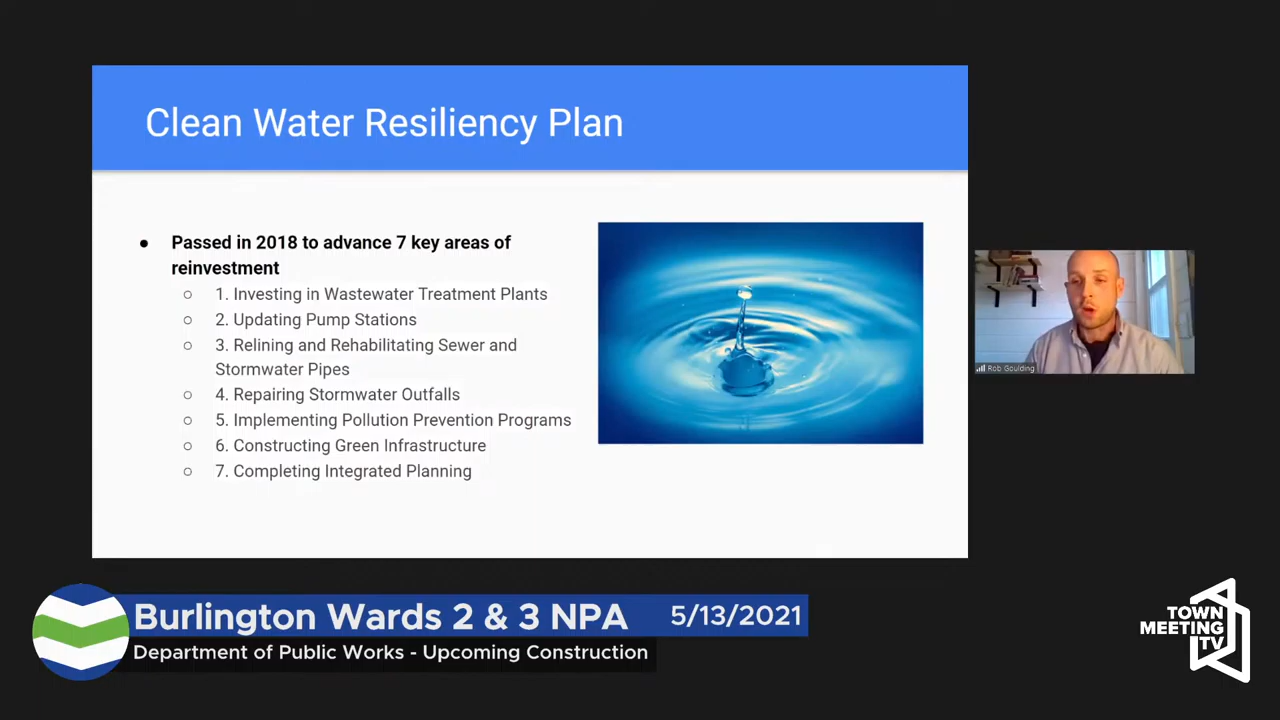 Clean Water Resiliency Plan
● Passed in 2018 to advance 7 key areas of
reinvestment
○ 1. Investing in Wastewater Treatment Plants
○ 2. Updating Pump Stations
○ 3. Relining and Rehabilitating Sewer and
Stormwater Pipes
○ 4. Repairing Stormwater Outfalls
○ 5. Implementing Pollution Prevention Programs
○ 6. Constructing Green Infrastructure
○ 7. Completing Integrated Planning
Rob Goulding
Burlington Wards 2 & 3 NPA 5/13/2021
Department of Public Works - Upcoming Construction
TOWN
MEETING
TV